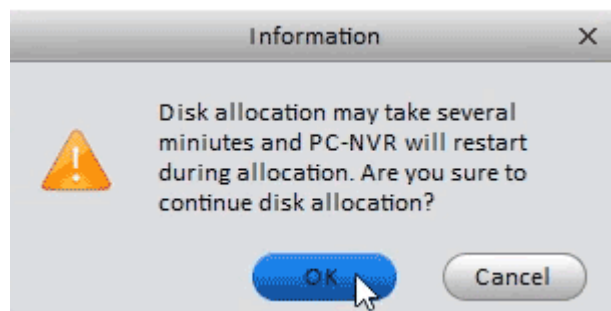 Information
Disk allocation may take several
miniutes and PC-NVR will restart
during allocation. Are you sure to
continue disk allocation?
OK Cancel